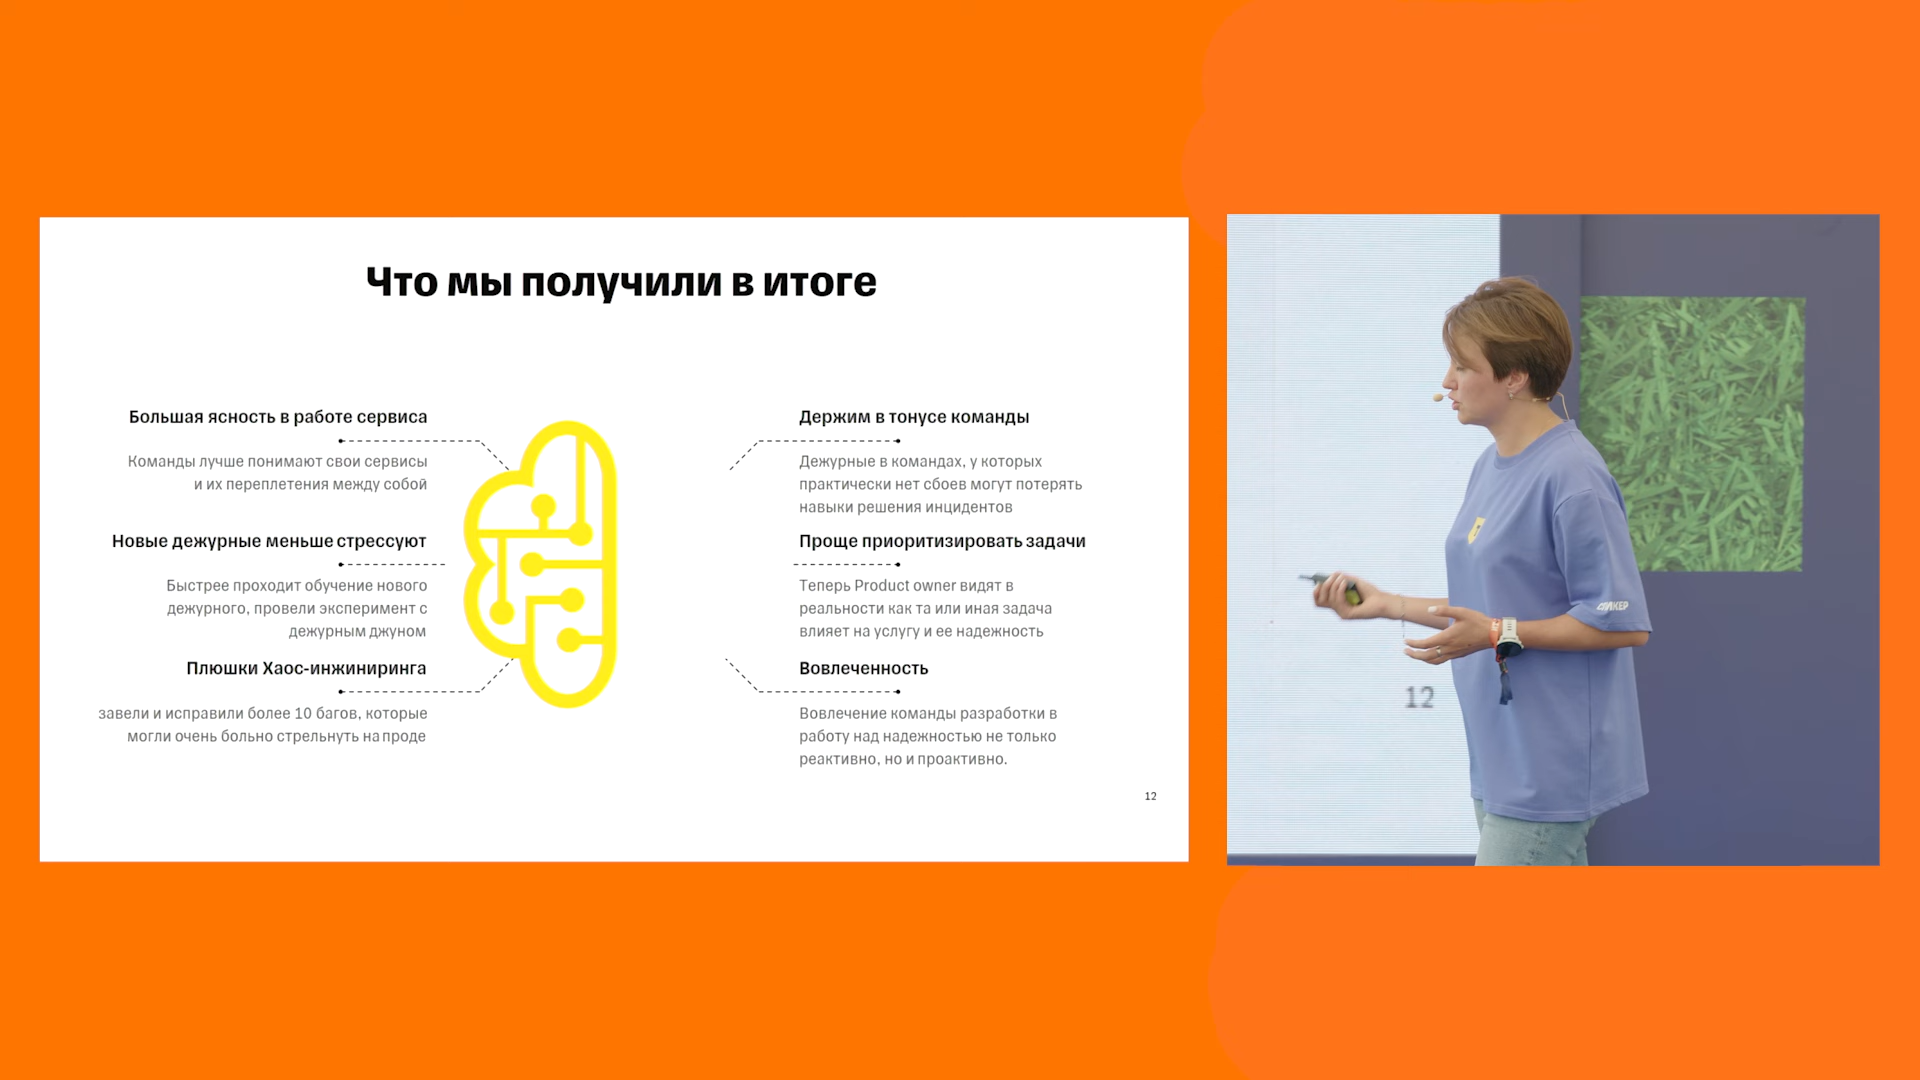 Что мы получили в итоге
Большая ясность в работе сервиса
Команды лучше понимают свои сервисы
и их переплетения между собой
Новые дежурные меньше стрессуют
Быстрее проходит обучение нового
дежурного, провели эксперимент с
дежурным джуном
Плюшки Хаос-инжиниринга
завели и исправили более 10 багов, которые
могли очень больно стрельнуть на проде
Держим в тонусе команды
Дежурные в командах, у которых
практически нет сбоев могут потерять
навыки решения инцидентов
Проще приоритизировать задачи
Теперь Product owner видят в
реальности как та или иная задача
влияет на услугу и ее надежность
Вовлеченность
Вовлечение команды разработки в
работу над надежностью не только
реактивно, но и проактивно.
12
12